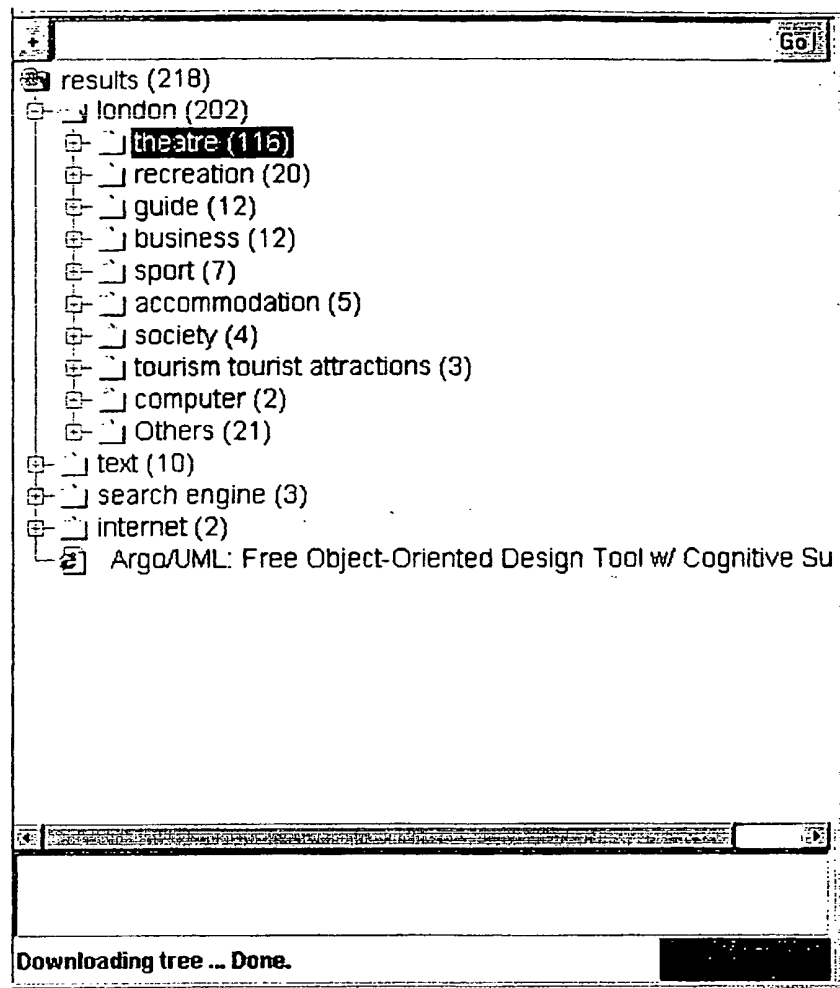 Go
results (218)
london (202)
theatre (116)
recreation (20)
guide (12)
business (12)
sport (7)
accommodation (5)
society (4)
tourism tourist attractions (3)
computer (2)
Others (21)
text (10)
search engine (3)
internet (2)
Argo/UML: Free Object-Oriented Design Tool w/ Cognitive Su
Downloading tree ... Done.